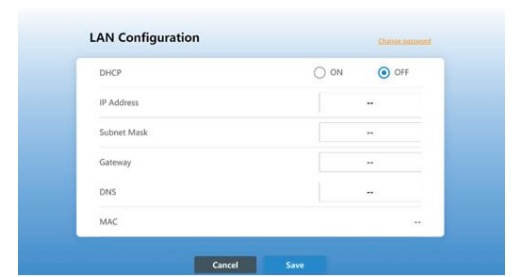 LAN Configuration
Change password
DHCP ON OFF
IP Address --
Subnet Mask --
Gateway --
DNS --
MAC --
Cancel Save